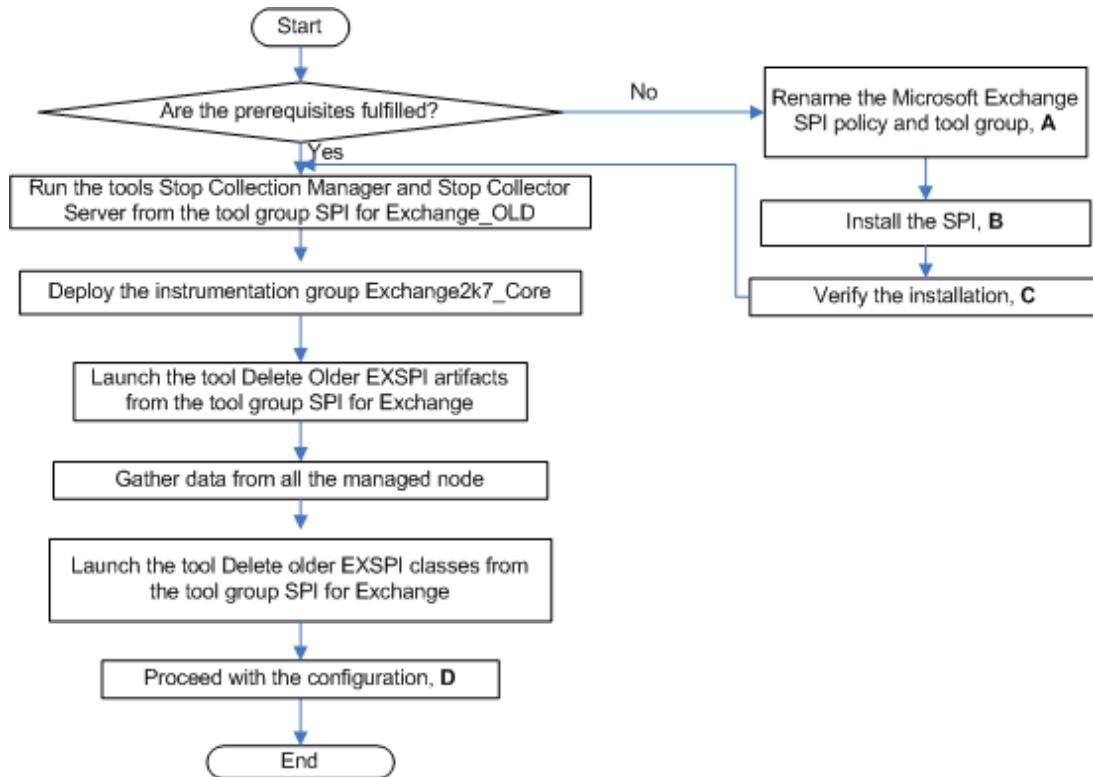 Start
Are the prerequisites fulfilled?
No
Rename the Microsoft Exchange
SPI policy and tool group, A
Yes
Run the tools Stop Collection Manager and Stop Collector
Server from the tool group SPI for Exchange_OLD
Install the SPI, B
Deploy the instrumentation group Exchange2k7_Core
Verify the installation, C
Launch the tool Delete Older EXSPI artifacts
from the tool group SPI for Exchange
Gather data from all the managed node
Launch the tool Delete older EXSPI classes from
the tool group SPI for Exchange
Proceed with the configuration, D
End